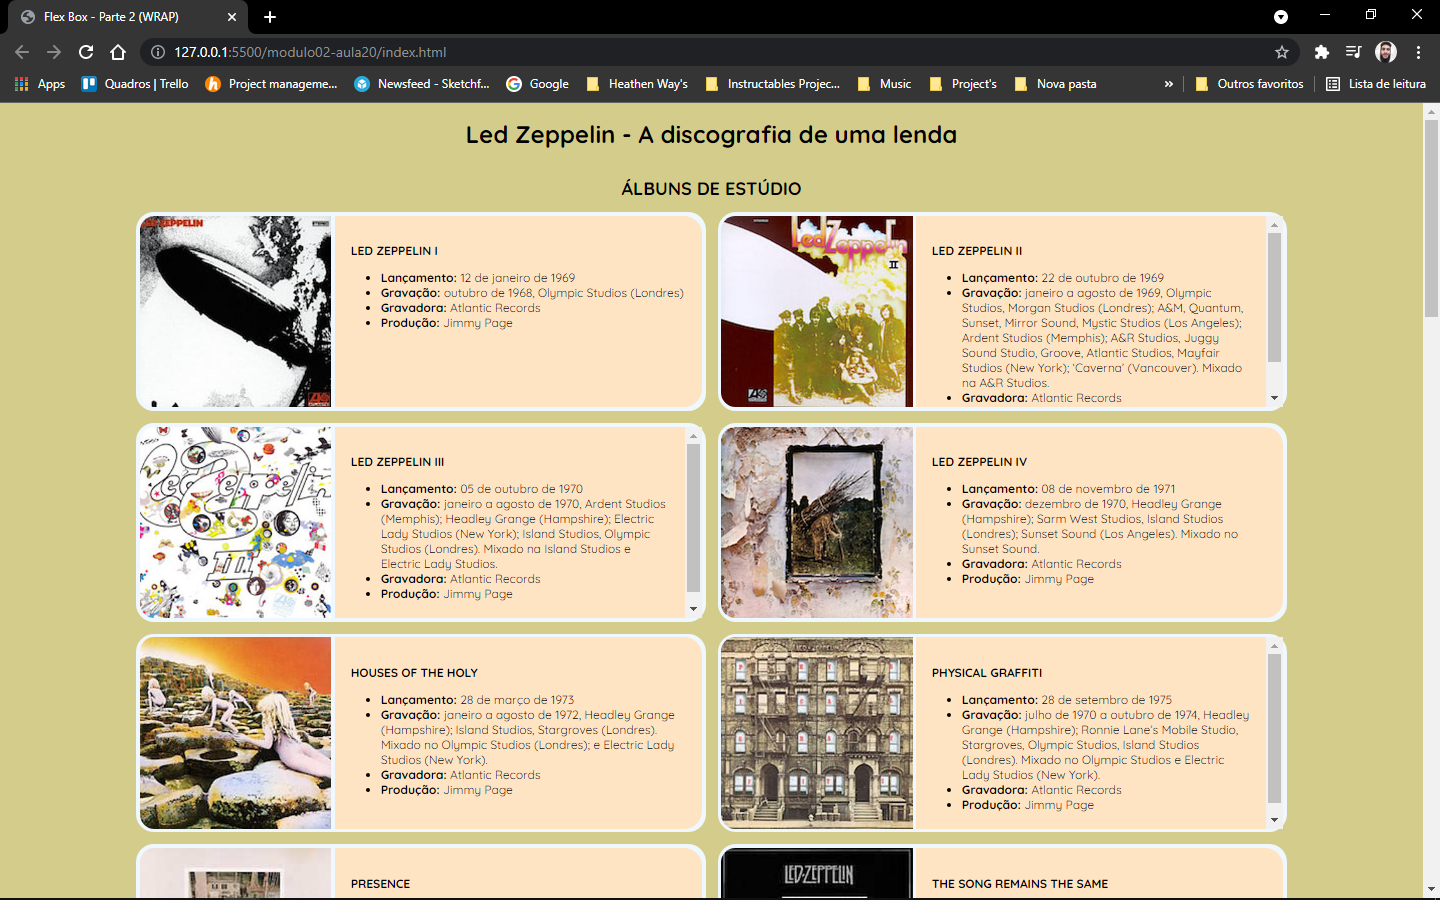 Flex Box - Parte 2 (WRAP)
127.0.0.1:5500/modulo02-aula20/index.html
Apps
Quadros | Trello
Project manageme...
Newsfeed - Sketchf...
Google
Heathen Way's
Instructables Projec...
Music
Project's
Nova pasta
»
Outros favoritos
Lista de leitura
Led Zeppelin - A discografia de uma lenda
ÁLBUNS DE ESTÚDIO
LED ZEPPELIN
LED ZEPPELIN I
Lançamento: 12 de janeiro de 1969
Gravação: outubro de 1968, Olympic Studios (Londres)
Gravadora: Atlantic Records
Produção: Jimmy Page
Led Zeppelin
II
LED ZEPPELIN II
Lançamento: 22 de outubro de 1969
Gravação: janeiro a agosto de 1969, Olympic
Studios, Morgan Studios (Londres); A&M, Quantum,
Sunset, Mirror Sound, Mystic Studios (Los Angeles);
Ardent Studios (Memphis); A&R Studios, Juggy
Sound Studio, Groove, Atlantic Studios, Mayfair
Studios (New York); 'Caverna' (Vancouver). Mixado
na A&R Studios.
Gravadora: Atlantic Records
Led Zeppelin
III
LED ZEPPELIN III
Lançamento: 05 de outubro de 1970
Gravação: janeiro a agosto de 1970, Ardent Studios
(Memphis); Headley Grange (Hampshire); Electric
Lady Studios (New York); Island Studios, Olympic
Studios (Londres). Mixado na Island Studios e
Electric Lady Studios.
Gravadora: Atlantic Records
Produção: Jimmy Page
LED ZEPPELIN IV
Lançamento: 08 de novembro de 1971
Gravação: dezembro de 1970, Headley Grange
(Hampshire); Sarm West Studios, Island Studios
(Londres); Sunset Sound (Los Angeles). Mixado no
Sunset Sound.
Gravadora: Atlantic Records
Produção: Jimmy Page
HOUSES OF THE HOLY
Lançamento: 28 de março de 1973
Gravação: janeiro a agosto de 1972, Headley Grange
(Hampshire); Island Studios, Stargroves (Londres).
Mixado no Olympic Studios (Londres); e Electric Lady
Studios (New York).
Gravadora: Atlantic Records
Produção: Jimmy Page
PHYSICAL GRAFFITI
Lançamento: 28 de setembro de 1975
Gravação: julho de 1970 a outubro de 1974, Headley
Grange (Hampshire); Ronnie Lane's Mobile Studio,
Stargroves, Olympic Studios, Island Studios
(Londres). Mixado no Olympic Studios e Electric
Lady Studios (New York).
Gravadora: Atlantic Records
Produção: Jimmy Page
PRESENCE
LED-ZEPPELIN
THE SONG REMAINS THE SAME